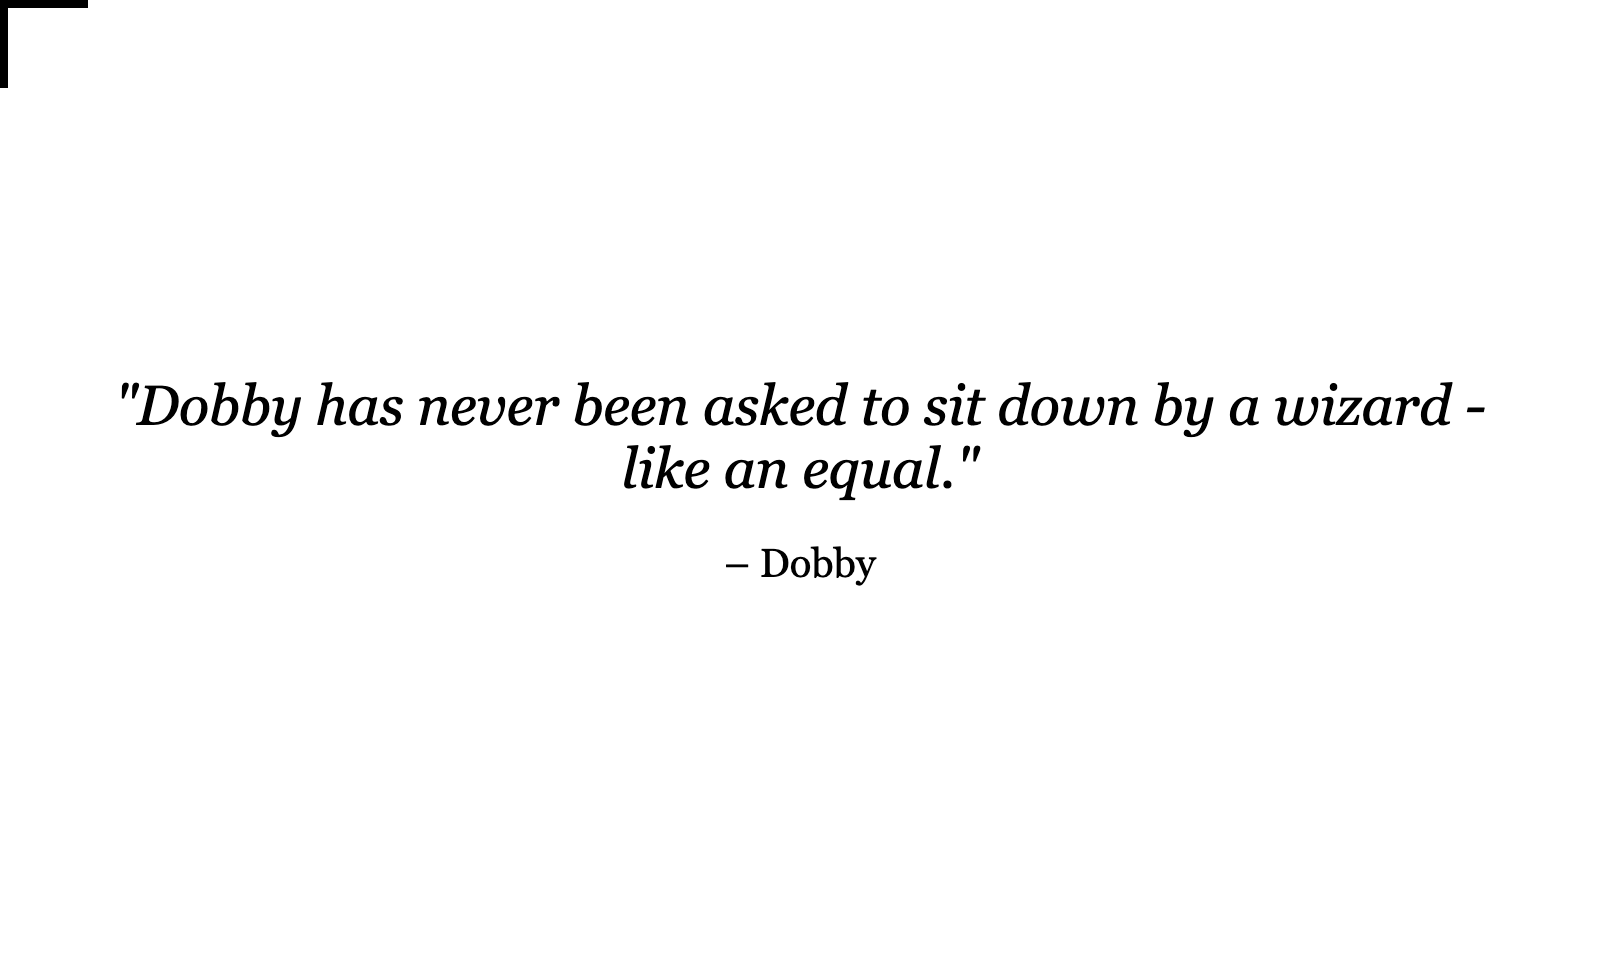 "Dobby has never been asked to sit down by a wizard -
like an equal."
– Dobby